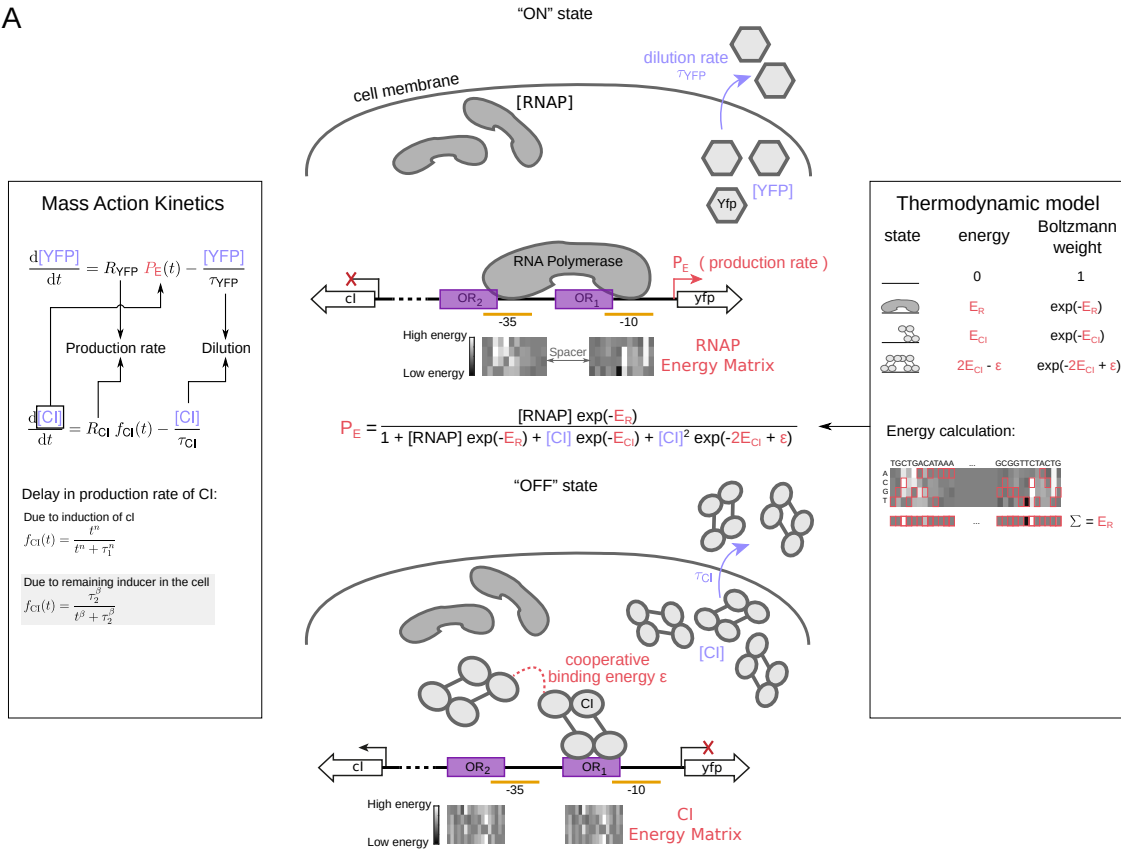 A
"ON" state
dilution rate
τYFP
cell membrane
[RNAP]
[YFP]
Yfp
RNA Polymerase
PE ( production rate )
X
cI
OR2
OR1
yfp
-35
-10
High energy
Low energy
Spacer
RNAP
Energy Matrix
Mass Action Kinetics
d[YFP]/dt = RYFP PE(t) − [YFP]/τYFP
Production rate
Dilution
d[CI]/dt = RCI fCI(t) − [CI]/τCI
Delay in production rate of CI:
Due to induction of cI
fCI(t) = t^n/(t^n + τ1^n)
Due to remaining inducer in the cell
fCI(t) = τ2^β/(t^β + τ2^β)
PE = [RNAP] exp(-ER)/(1 + [RNAP] exp(-ER) + [CI] exp(-ECI) + [CI]² exp(-2ECI + ε))
Thermodynamic model
state
energy
Boltzmann
weight
0
1
ER
exp(-ER)
ECI
exp(-ECI)
2ECI - ε
exp(-2ECI + ε)
Energy calculation:
TGCTGACATAAA ... GCGGTTCTACTG
A
C
G
T
... ∑ = ER
"OFF" state
τCI
[CI]
cooperative
binding energy ε
CI
X
cI
OR2
OR1
yfp
-35
-10
High energy
Low energy
CI
Energy Matrix